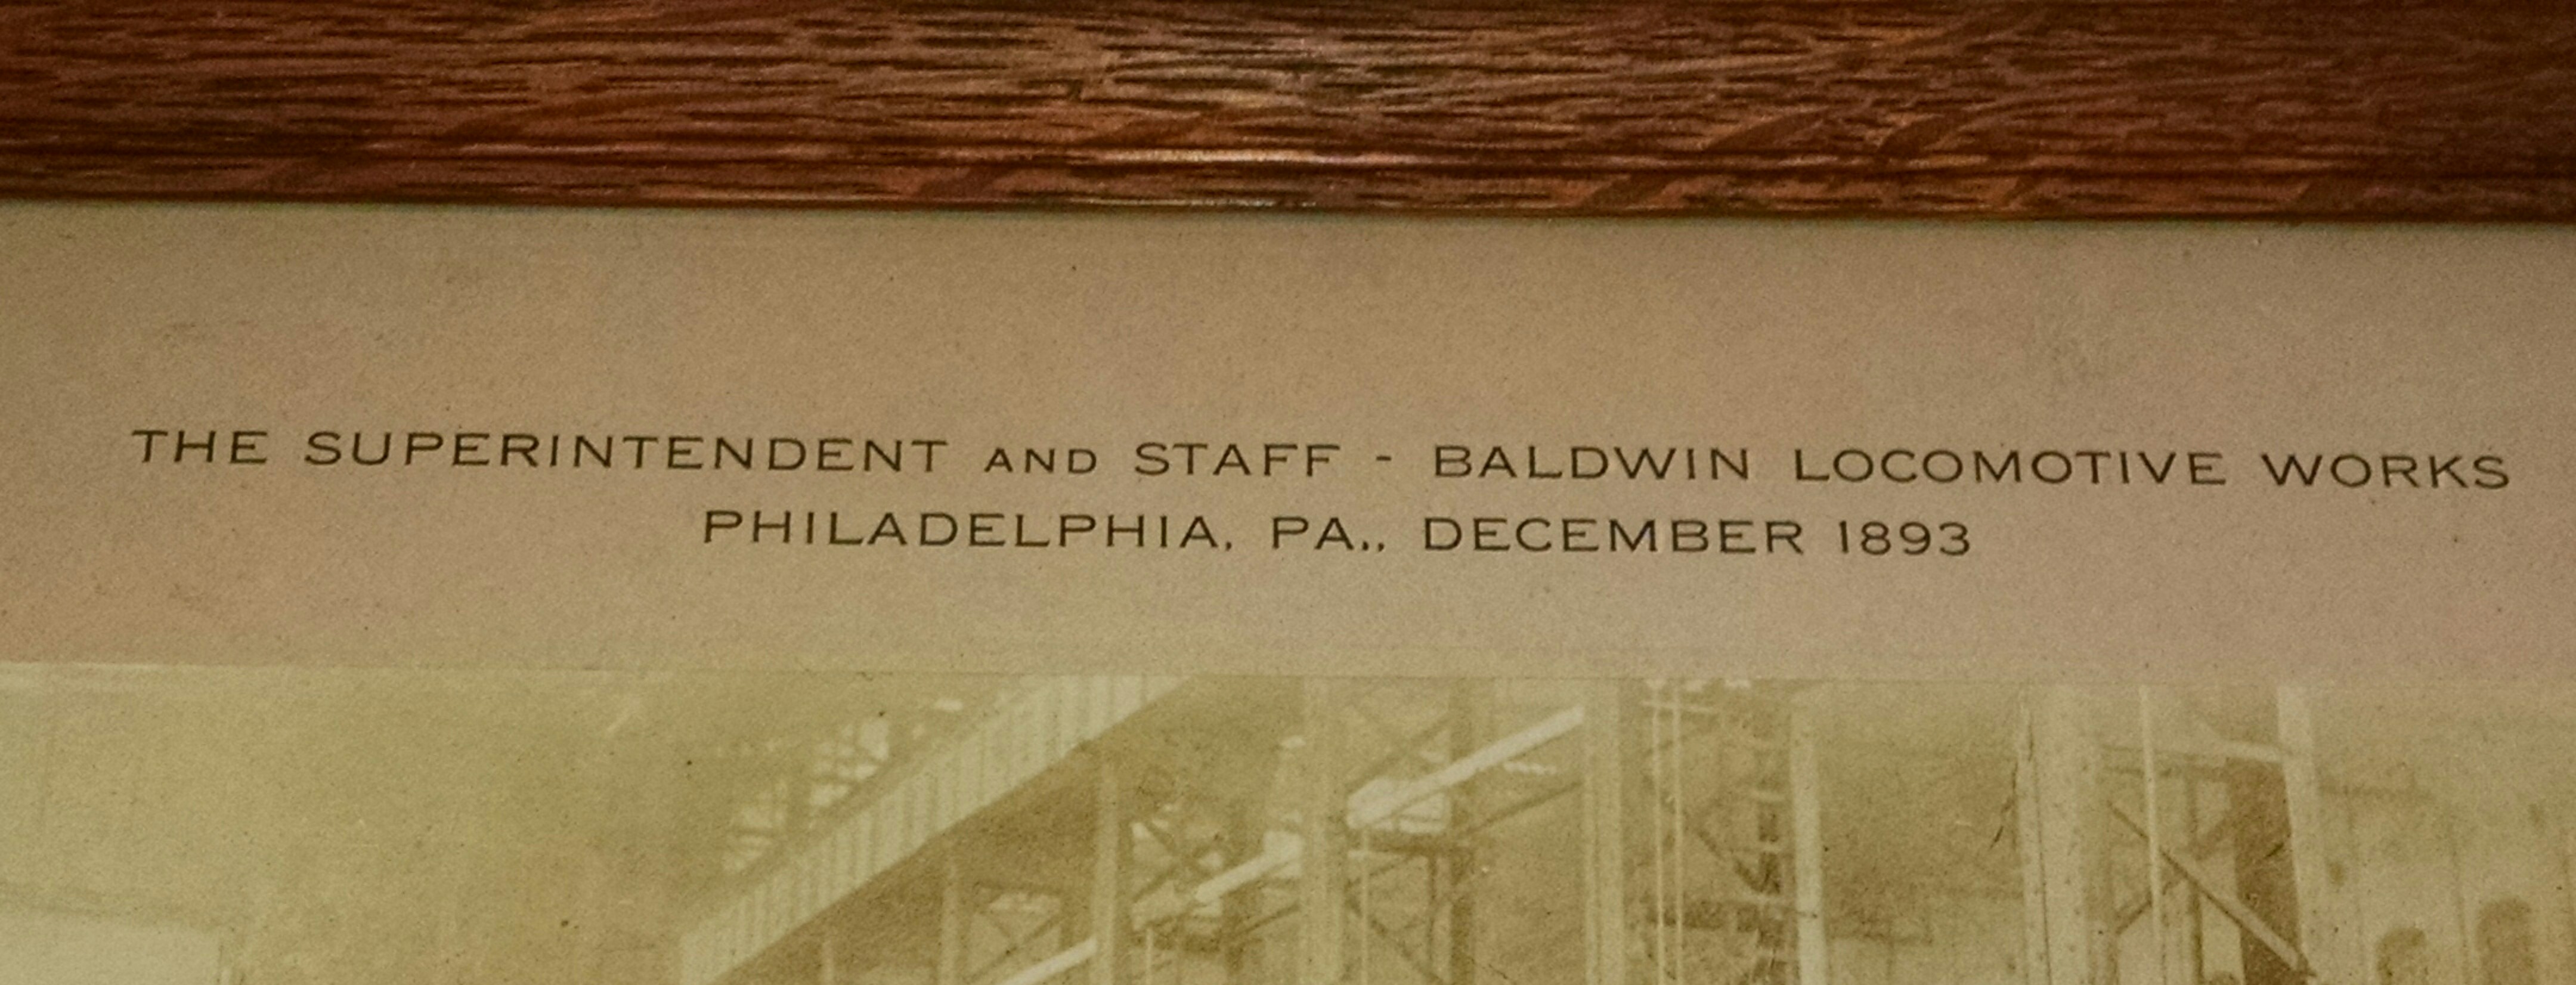 THE SUPERINTENDENT AND STAFF - BALDWIN LOCOMOTIVE WORKS
PHILADELPHIA, PA., DECEMBER 1893